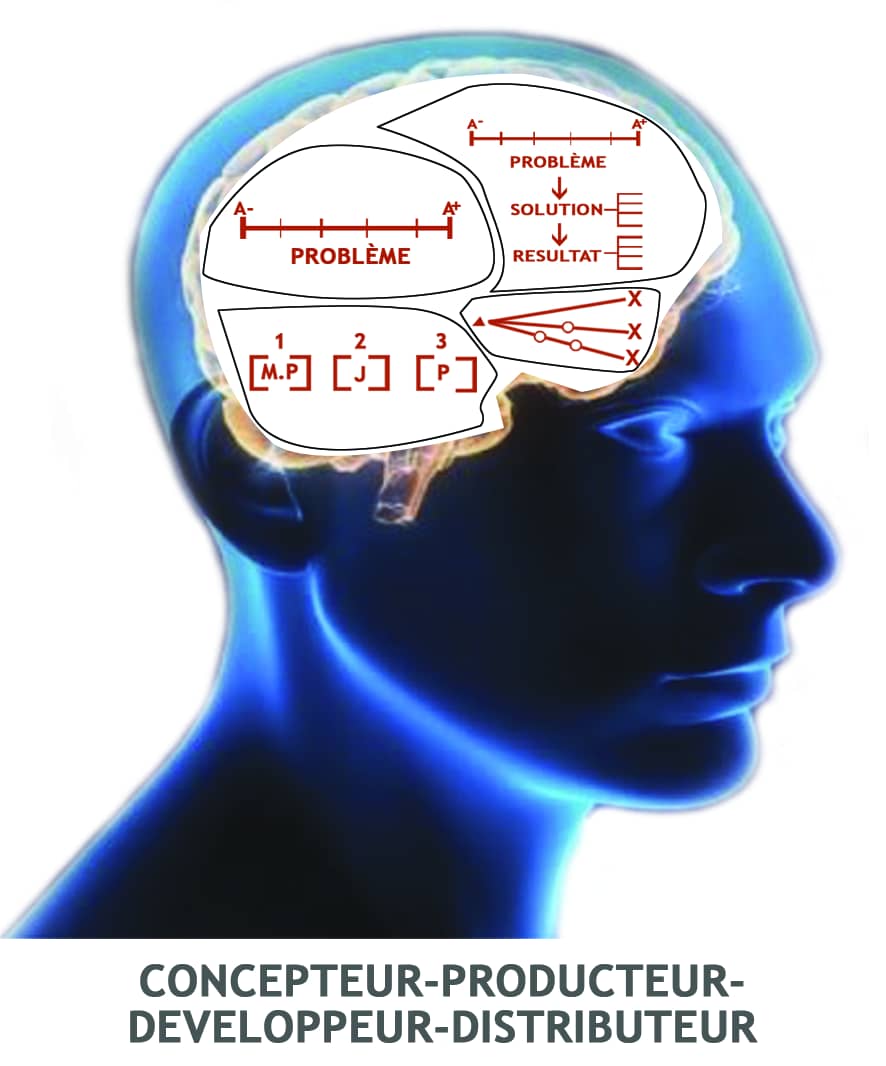 A- A+
PROBLÈME
SOLUTION
RESULTAT
A- A+
PROBLÈME
X
X
X
1 2 3
[M.P] [J] [P]
CONCEPTEUR-PRODUCTEUR-
DEVELOPPEUR-DISTRIBUTEUR